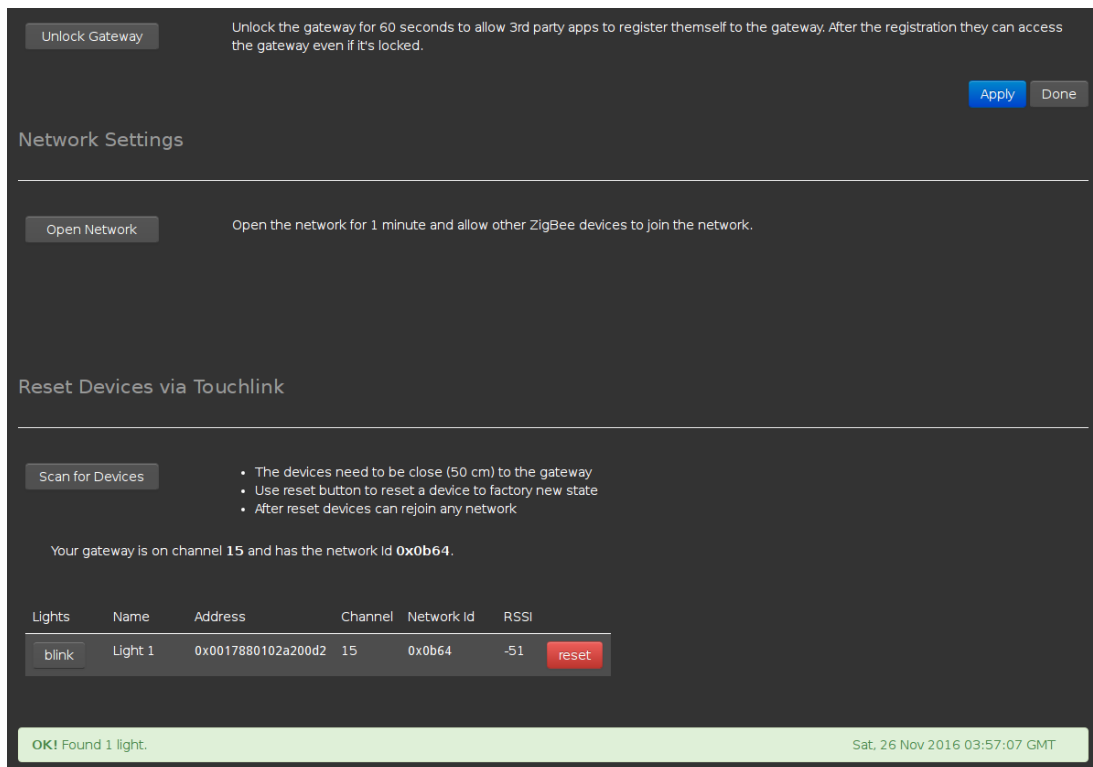 Unlock Gateway
Unlock the gateway for 60 seconds to allow 3rd party apps to register themself to the gateway. After the registration they can access
the gateway even if it's locked.
Apply Done
Network Settings
Open Network
Open the network for 1 minute and allow other ZigBee devices to join the network.
Reset Devices via Touchlink
Scan for Devices
• The devices need to be close (50 cm) to the gateway
• Use reset button to reset a device to factory new state
• After reset devices can rejoin any network
Your gateway is on channel 15 and has the network Id 0x0b64.
Lights Name Address Channel Network Id RSSI
blink Light 1 0x0017880102a200d2 15 0x0b64 -51 reset
OK! Found 1 light. Sat, 26 Nov 2016 03:57:07 GMT